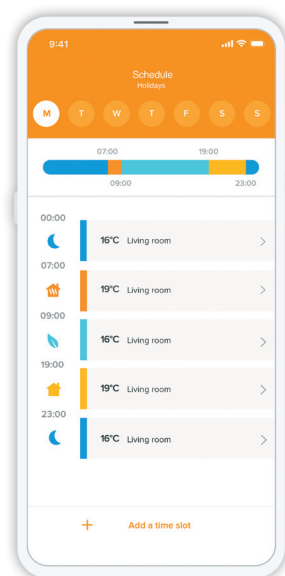 9:41
Schedule
Holidays
M T W T F S S
07:00 19:00
09:00 23:00
00:00
16°C Living room
07:00
19°C Living room
09:00
16°C Living room
19:00
19°C Living room
23:00
16°C Living room
+ Add a time slot